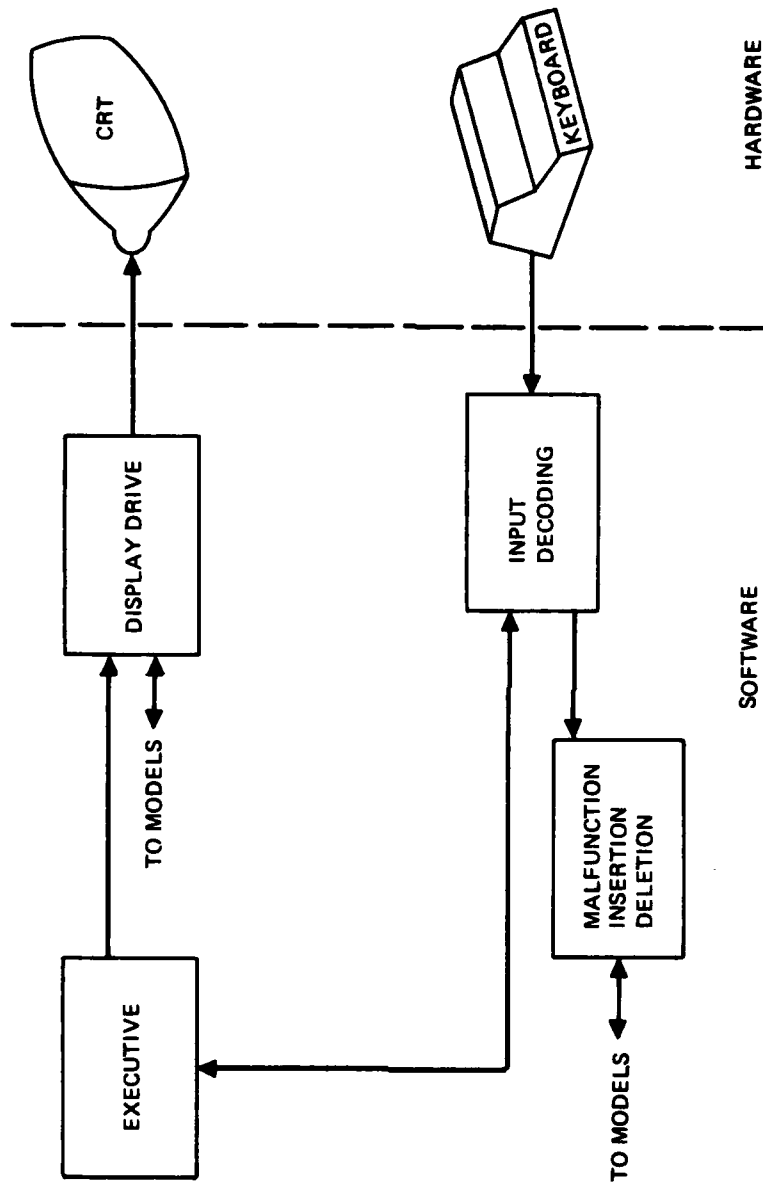 EXECUTIVE
DISPLAY DRIVE
CRT
TO MODELS
INPUT
DECODING
KEYBOARD
MALFUNCTION
INSERTION
DELETION
TO MODELS
SOFTWARE
HARDWARE